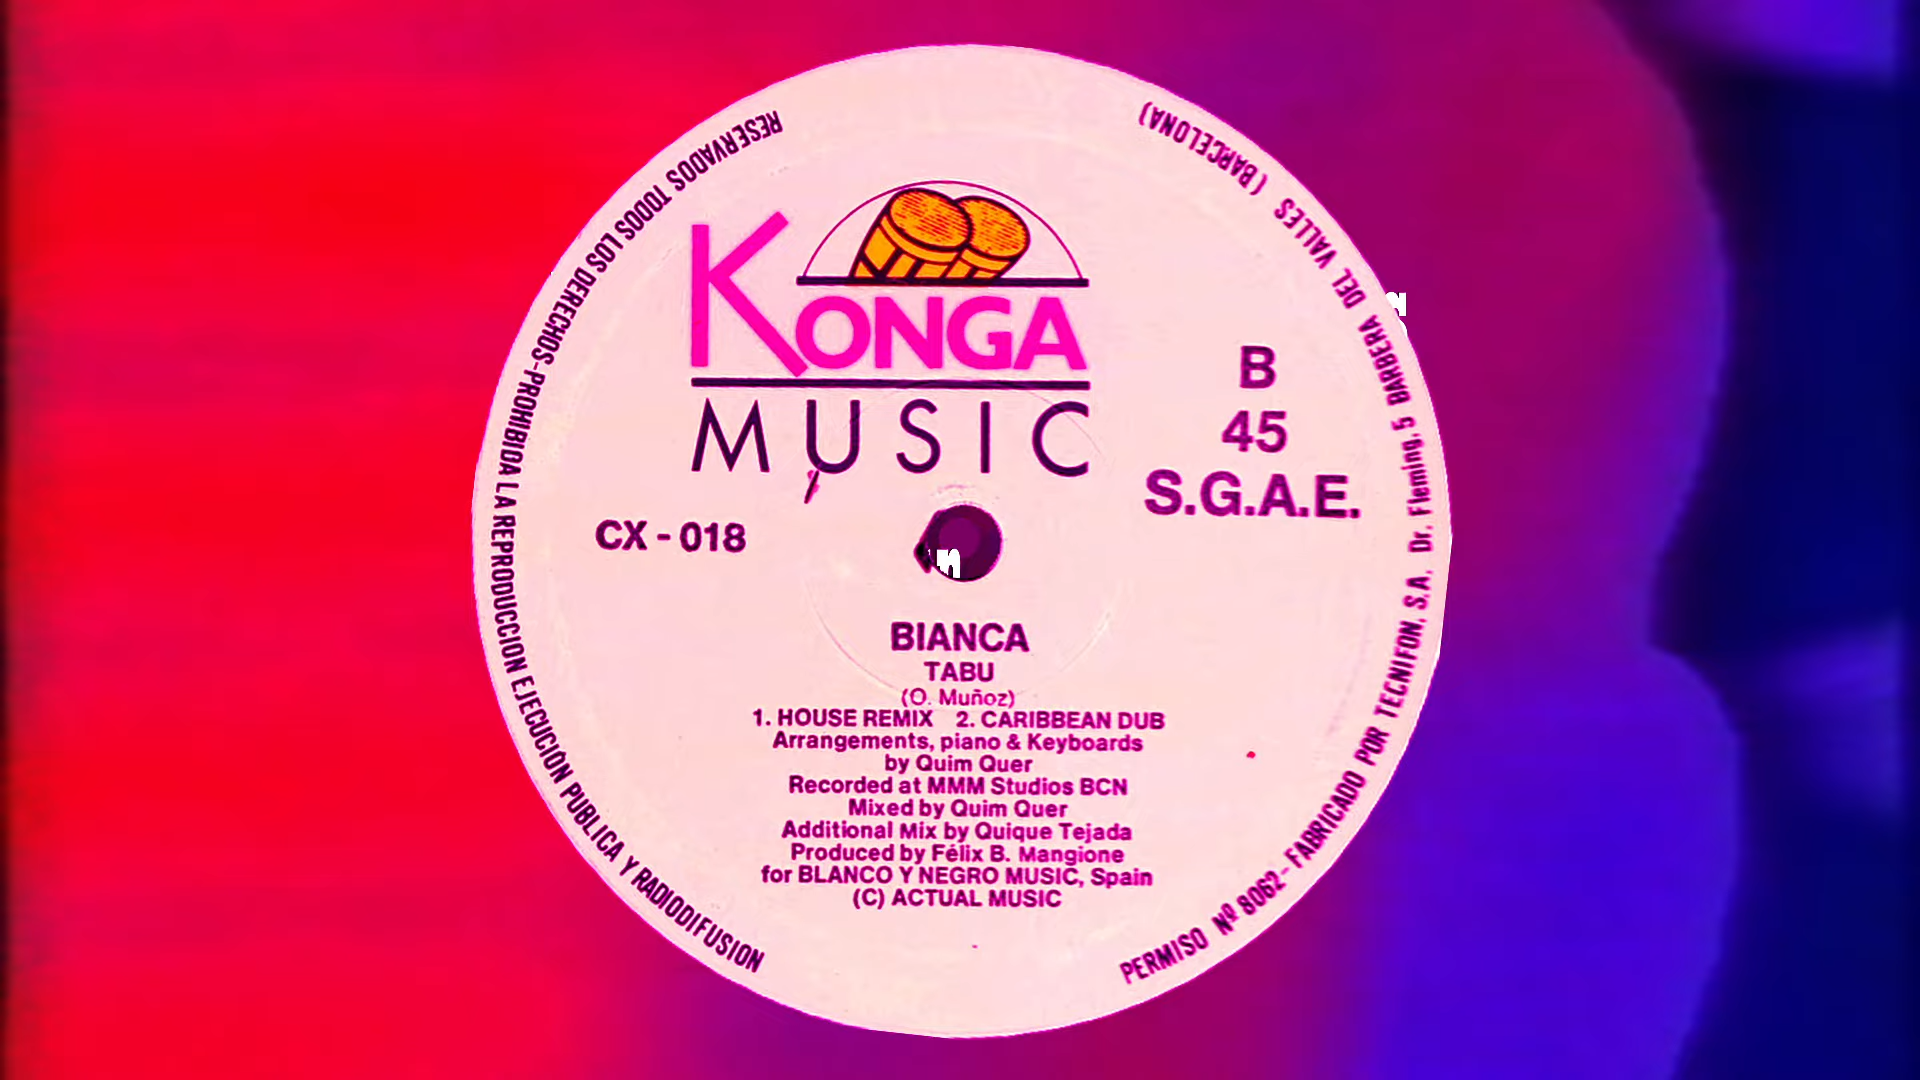 KONGA
MUSIC
B
45
S.G.A.E.
CX - 018
BIANCA
TABU
(O. Muñoz)
1. HOUSE REMIX 2. CARIBBEAN DUB
Arrangements, piano & Keyboards
by Quim Quer
Recorded at MMM Studios BCN
Mixed by Quim Quer
Additional Mix by Quique Tejada
Produced by Félix B. Mangione
for BLANCO Y NEGRO MUSIC, Spain
(C) ACTUAL MUSIC
RESERVADOS TODOS LOS DERECHOS-PROHIBIDA LA REPRODUCCION EJECUCIÓN PUBLICA Y RADIODIFUSION
PERMISO Nº 8062-FABRICADO POR TECNIFON, S.A. Dr. Fleming, 5 BARBERA DEL VALLES (BARCELONA)